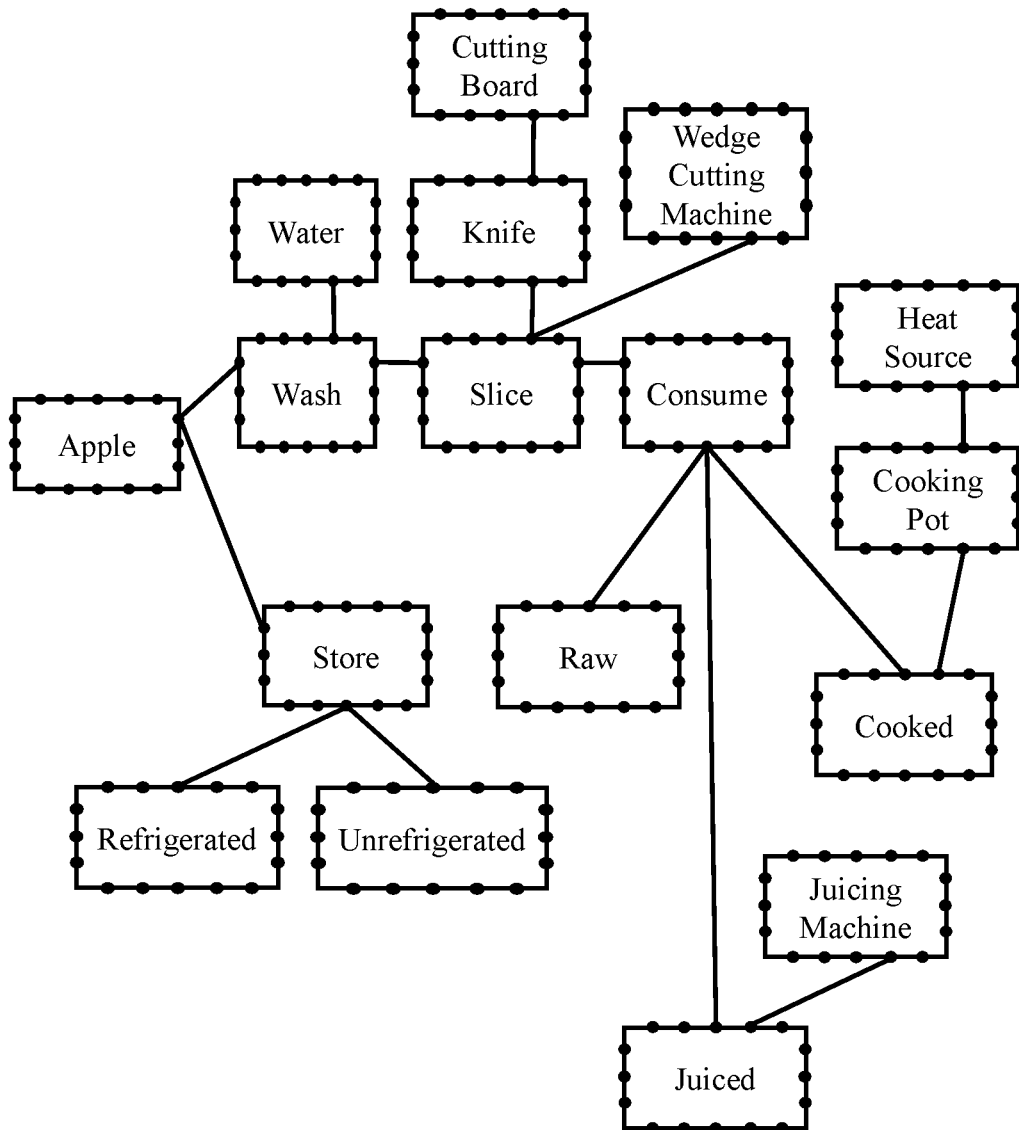 Cutting
Board
Wedge
Cutting
Machine
Water
Knife
Heat
Source
Wash
Slice
Consume
Apple
Cooking
Pot
Store
Raw
Cooked
Refrigerated
Unrefrigerated
Juicing
Machine
Juiced